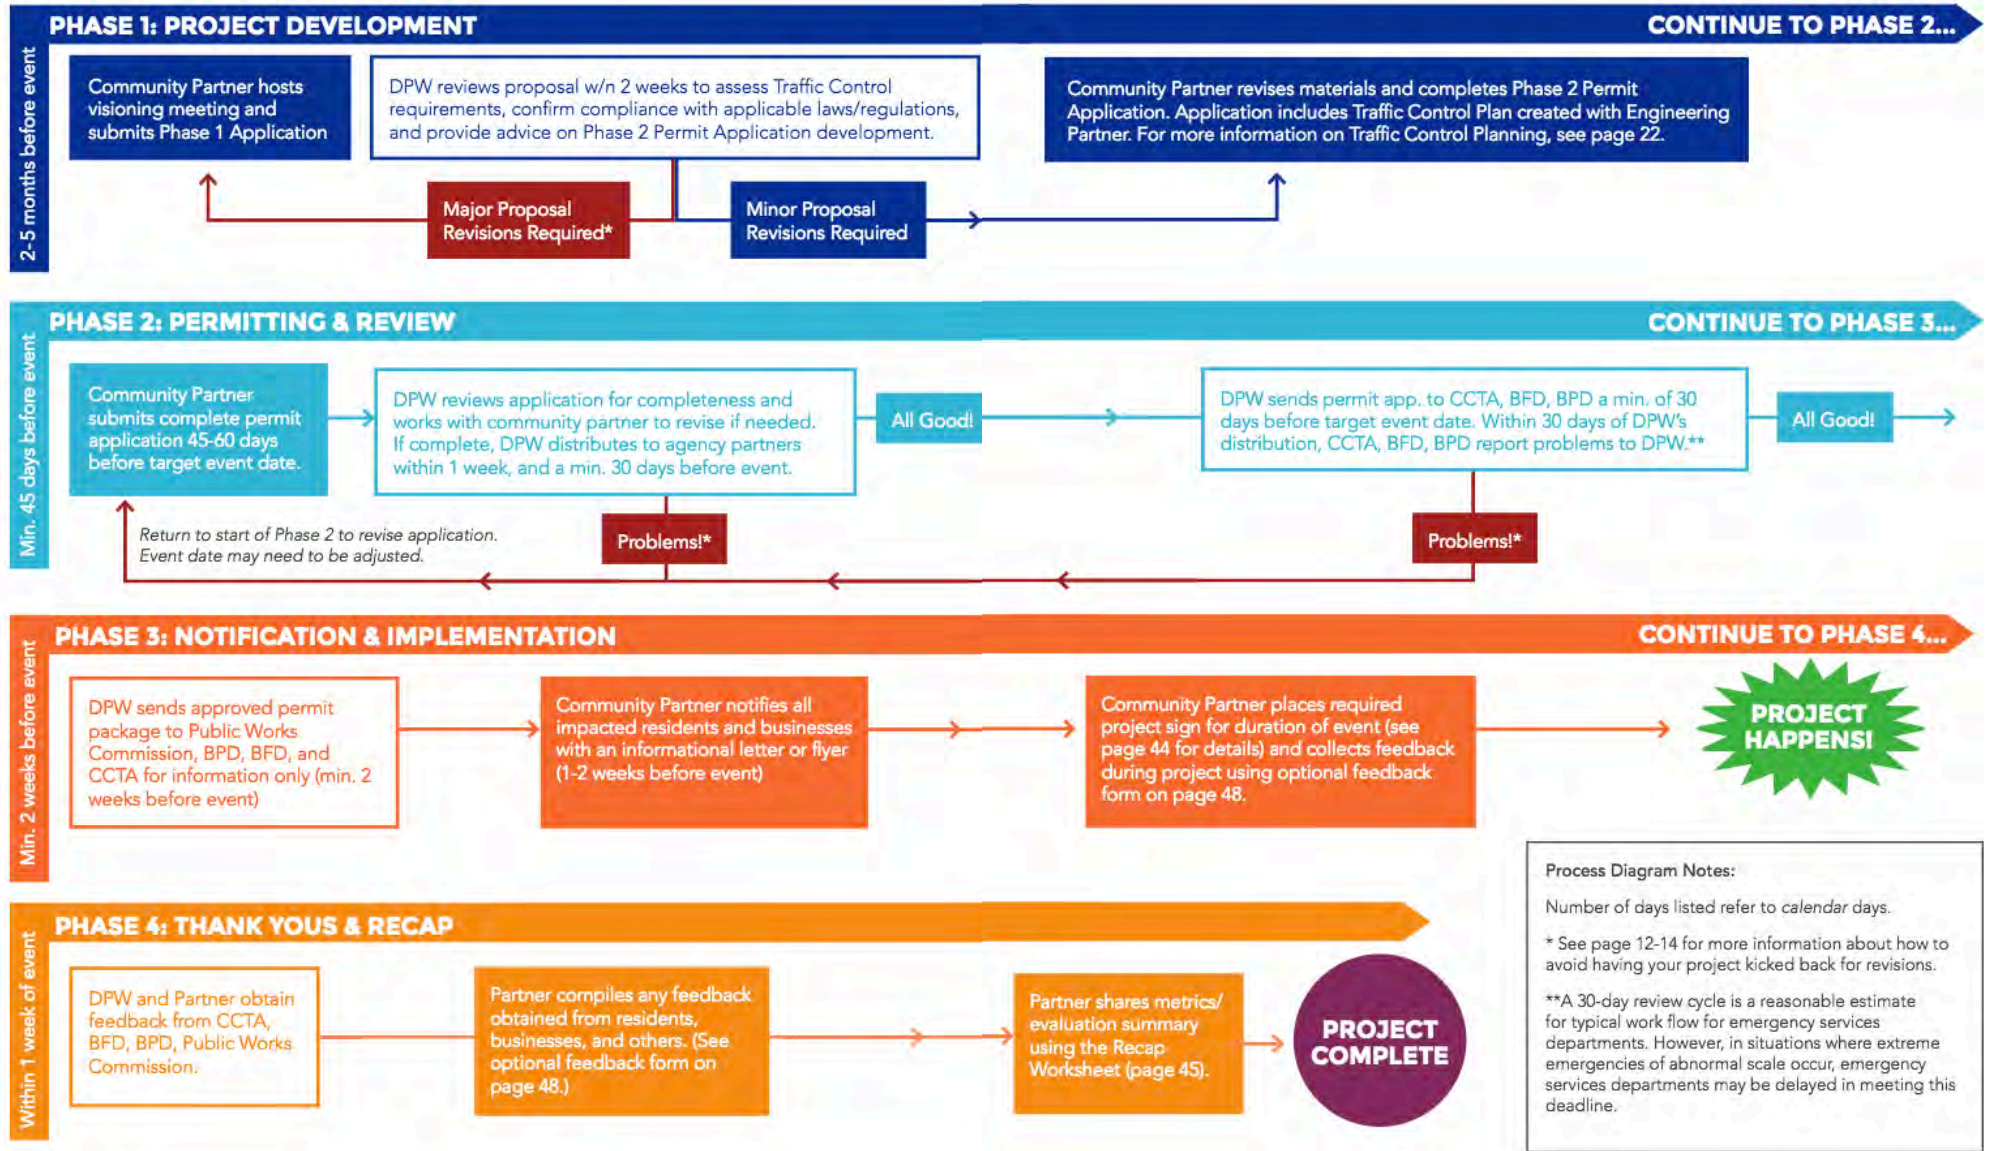 PHASE 1: PROJECT DEVELOPMENT
CONTINUE TO PHASE 2...
2-5 months before event
Community Partner hosts
visioning meeting and
submits Phase 1 Application
DPW reviews proposal w/n 2 weeks to assess Traffic Control
requirements, confirm compliance with applicable laws/regulations,
and provide advice on Phase 2 Permit Application development.
Community Partner revises materials and completes Phase 2 Permit
Application. Application includes Traffic Control Plan created with Engineering
Partner. For more information on Traffic Control Planning, see page 22.
Major Proposal
Revisions Required*
Minor Proposal
Revisions Required
PHASE 2: PERMITTING & REVIEW
CONTINUE TO PHASE 3...
Min. 45 days before event
Community Partner
submits complete permit
application 45-60 days
before target event date.
DPW reviews application for completeness and
works with community partner to revise if needed.
If complete, DPW distributes to agency partners
within 1 week, and a min. 30 days before event.
All Good!
DPW sends permit app. to CCTA, BFD, BPD a min. of 30
days before target event date. Within 30 days of DPW's
distribution, CCTA, BFD, BPD report problems to DPW.**
All Good!
Return to start of Phase 2 to revise application.
Event date may need to be adjusted.
Problems!*
Problems!*
PHASE 3: NOTIFICATION & IMPLEMENTATION
CONTINUE TO PHASE 4...
Min. 2 weeks before event
DPW sends approved permit
package to Public Works
Commission, BPD, BFD, and
CCTA for information only (min. 2
weeks before event)
Community Partner notifies all
impacted residents and businesses
with an informational letter or flyer
(1-2 weeks before event)
Community Partner places required
project sign for duration of event (see
page 44 for details) and collects feedback
during project using optional feedback
form on page 48.
PROJECT
HAPPENS!
PHASE 4: THANK YOUS & RECAP
Within 1 week of event
DPW and Partner obtain
feedback from CCTA,
BFD, BPD, Public Works
Commission.
Partner compiles any feedback
obtained from residents,
businesses, and others. (See
optional feedback form on
page 48.)
Partner shares metrics/
evaluation summary
using the Recap
Worksheet (page 45).
PROJECT
COMPLETE
Process Diagram Notes:
Number of days listed refer to calendar days.
* See page 12-14 for more information about how to
avoid having your project kicked back for revisions.
**A 30-day review cycle is a reasonable estimate
for typical work flow for emergency services
departments. However, in situations where extreme
emergencies of abnormal scale occur, emergency
services departments may be delayed in meeting this
deadline.